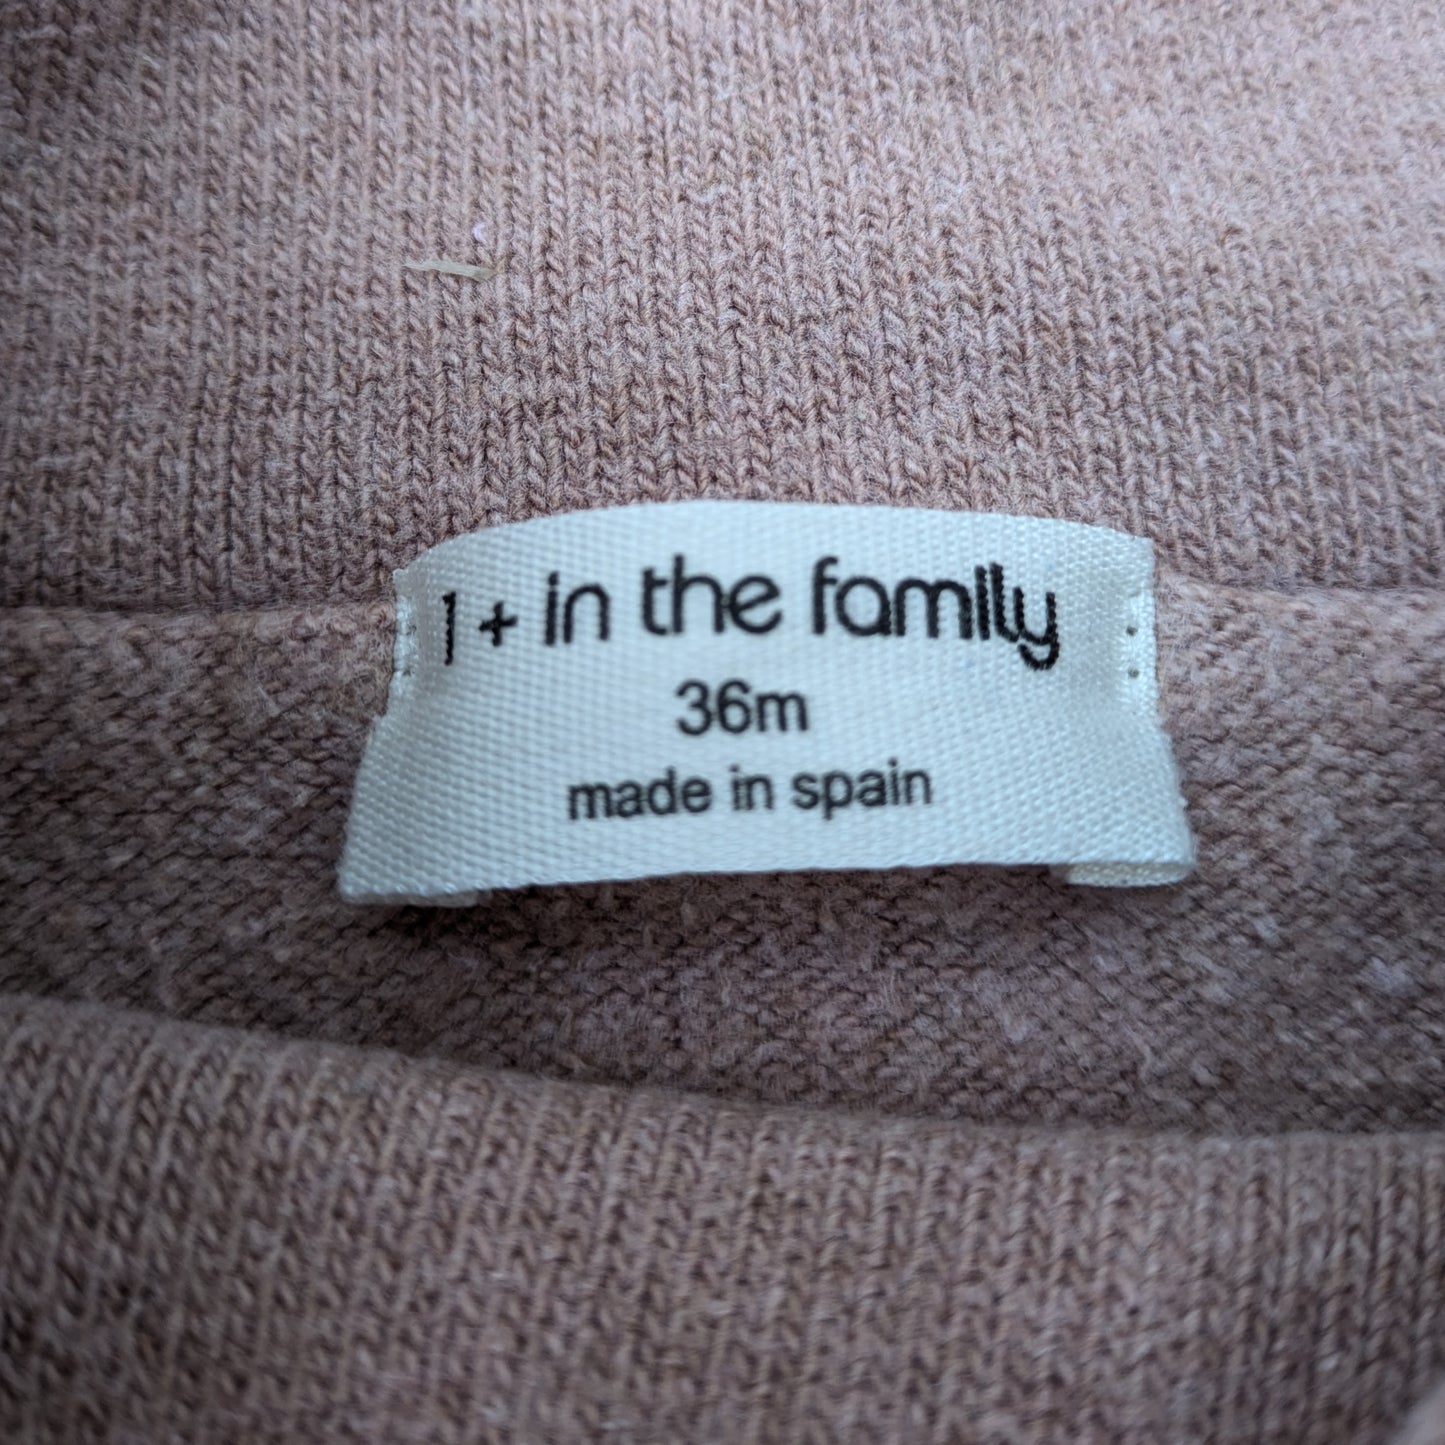 1 + in the family
36m
made in spain